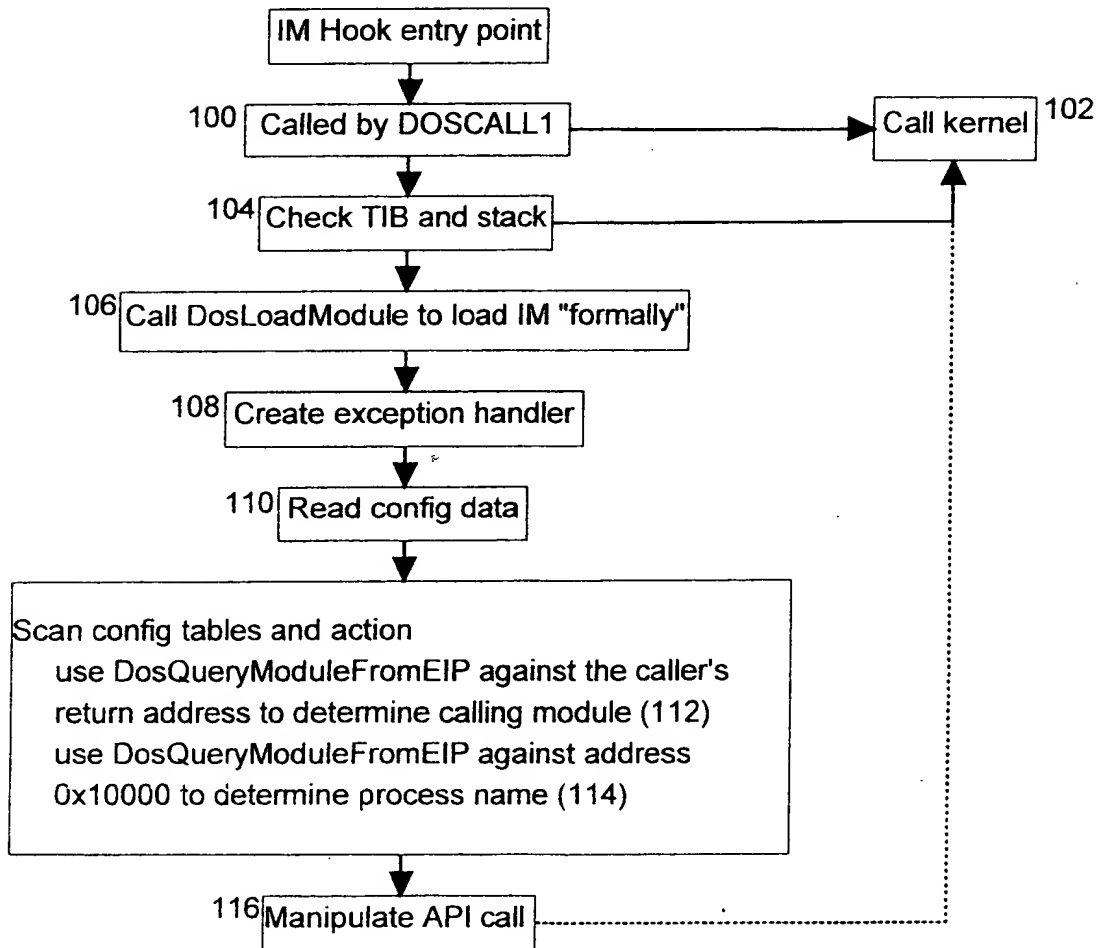 IM Hook entry point
100 Called by DOSCALL1
Call kernel 102
104 Check TIB and stack
106 Call DosLoadModule to load IM "formally"
108 Create exception handler
110 Read config data
Scan config tables and action
use DosQueryModuleFromEIP against the caller's
return address to determine calling module (112)
use DosQueryModuleFromEIP against address
0x10000 to determine process name (114)
116 Manipulate API call